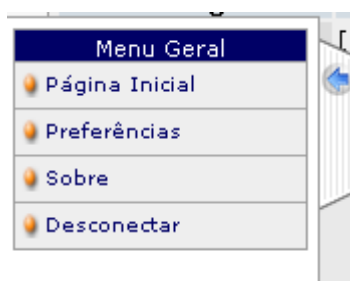 Menu Geral
Página Inicial
Preferências
Sobre
Desconectar